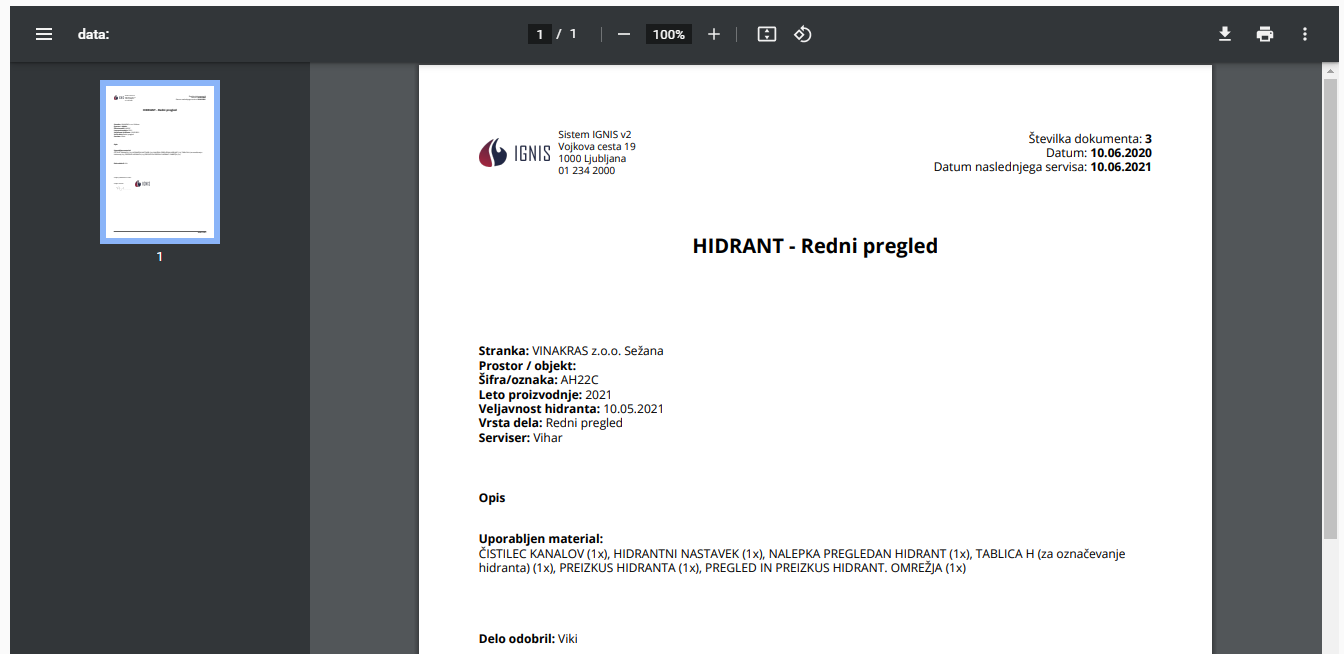 data:
1 / 1
100%
1
IGNIS
Sistem IGNIS v2
Vojkova cesta 19
1000 Ljubljana
01 234 2000
Številka dokumenta: 3
Datum: 10.06.2020
Datum naslednjega servisa: 10.06.2021
HIDRANT - Redni pregled
Stranka: VINAKRAS z.o.o. Sežana
Prostor / objekt:
Šifra/oznaka: AH22C
Leto proizvodnje: 2021
Veljavnost hidranta: 10.05.2021
Vrsta dela: Redni pregled
Serviser: Vihar
Opis
Uporabljen material:
ČISTILEC KANALOV (1x), HIDRANTNI NASTAVEK (1x), NALEPKA PREGLEDAN HIDRANT (1x), TABLICA H (za označevanje
hidranta) (1x), PREIZKUS HIDRANTA (1x), PREGLED IN PREIZKUS HIDRANT. OMREŽJA (1x)
Delo odobril: Viki